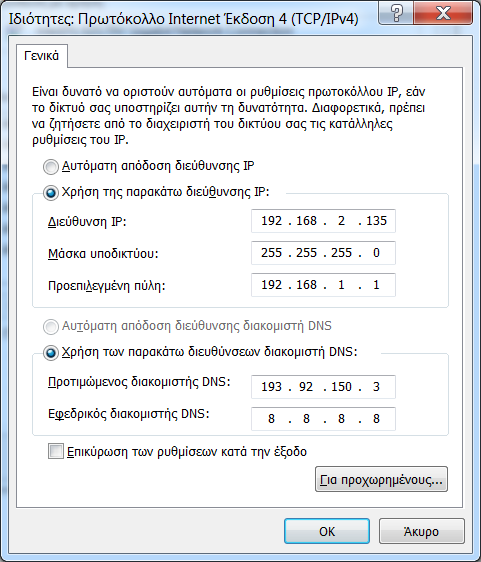 Ιδιότητες: Πρωτόκολλο Internet Έκδοση 4 (TCP/IPv4)
Γενικά
Είναι δυνατό να οριστούν αυτόματα οι ρυθμίσεις πρωτοκόλλου IP, εάν
το δίκτυό σας υποστηρίζει αυτήν τη δυνατότητα. Διαφορετικά, πρέπει
να ζητήσετε από το διαχειριστή του δικτύου σας τις κατάλληλες
ρυθμίσεις του IP.
Αυτόματη απόδοση διεύθυνσης IP
Χρήση της παρακάτω διεύθυνσης IP:
Διεύθυνση IP: 192 . 168 . 2 . 135
Μάσκα υποδικτύου: 255 . 255 . 255 . 0
Προεπιλεγμένη πύλη: 192 . 168 . 1 . 1
Αυτόματη απόδοση διεύθυνσης διακομιστή DNS
Χρήση των παρακάτω διευθύνσεων διακομιστή DNS:
Προτιμώμενος διακομιστής DNS: 193 . 92 . 150 . 3
Εφεδρικός διακομιστής DNS: 8 . 8 . 8 . 8
Επικύρωση των ρυθμίσεων κατά την έξοδο
Για προχωρημένους...
OK Άκυρο